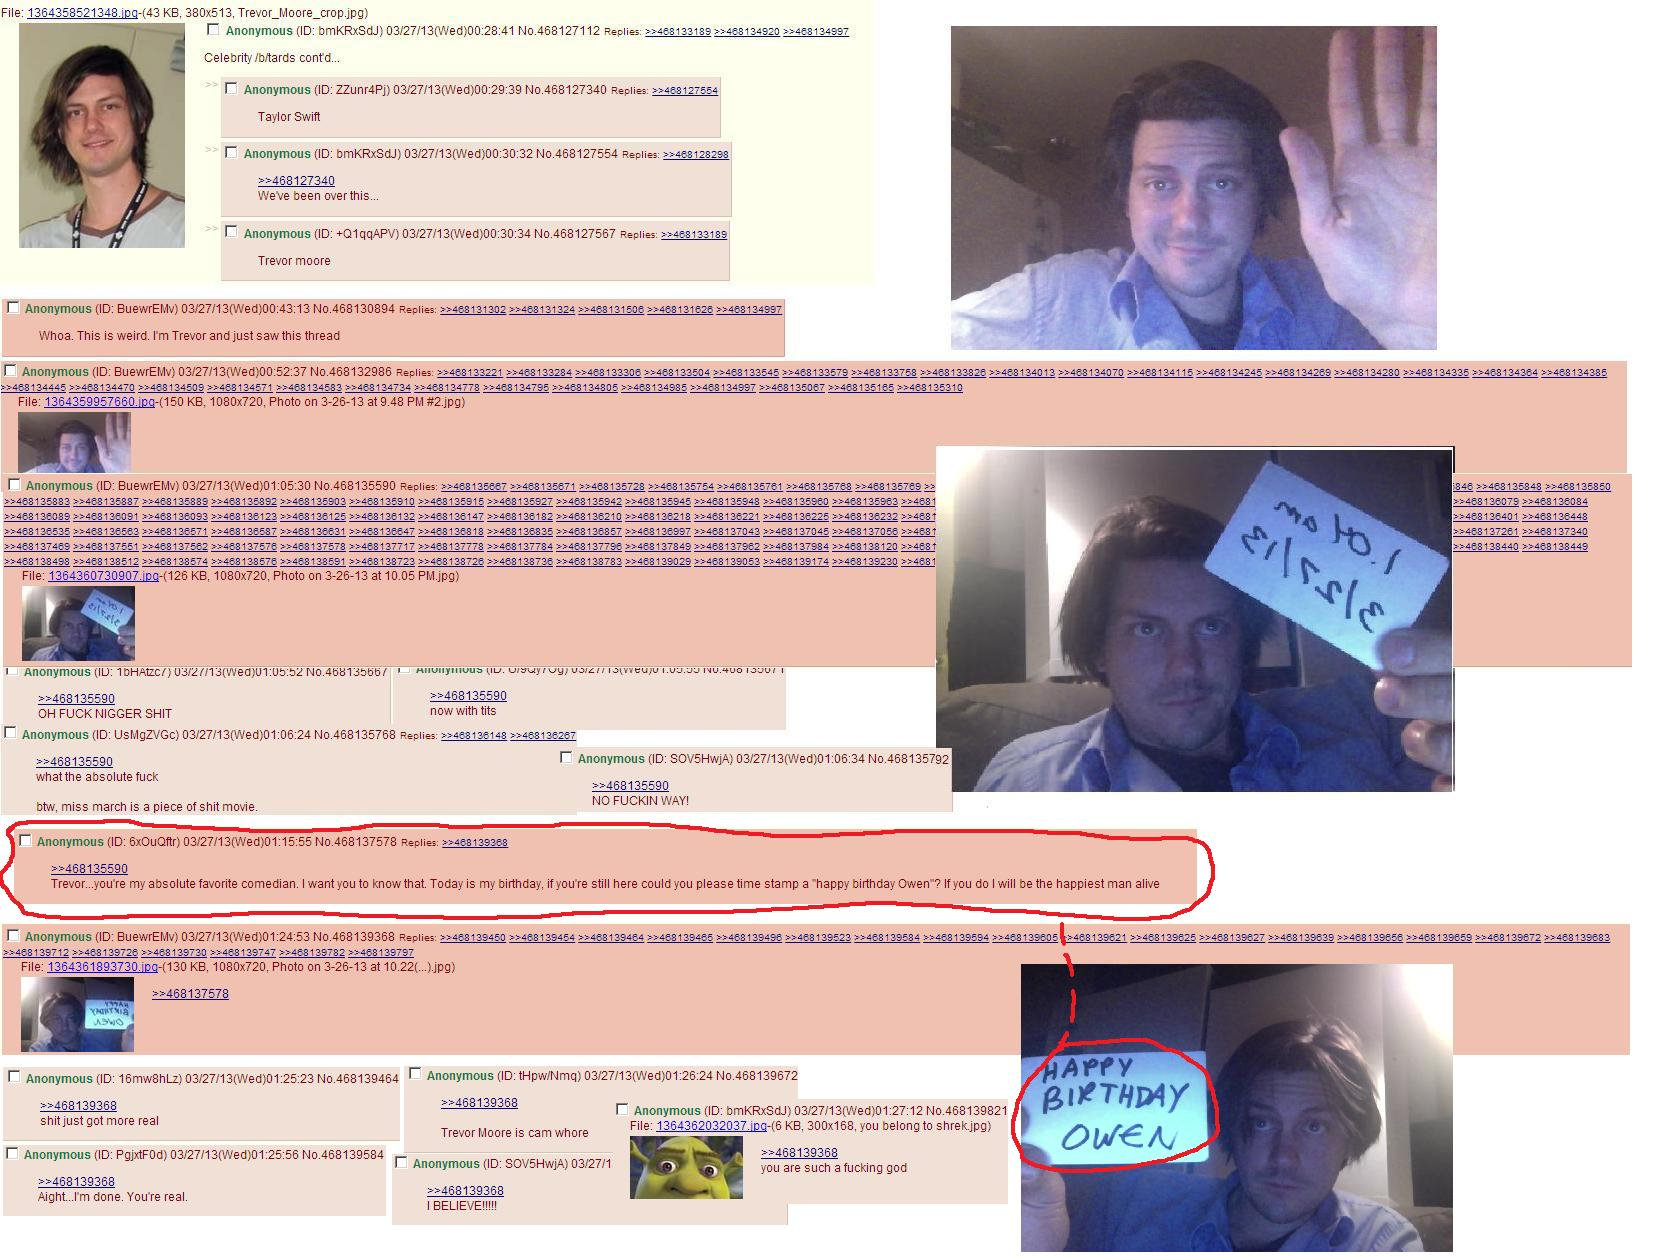 File: 1364358521348.jpg-(43 KB, 380x513, Trevor_Moore_crop.jpg)
Anonymous (ID: bmKRxSdJ) 03/27/13(Wed)00:28:41 No.468127112 Replies: >>468133189 >>468134920 >>468134997
Celebrity /b/tards cont'd...
>> Anonymous (ID: ZZunr4Pj) 03/27/13(Wed)00:29:39 No.468127340 Replies: >>468127554
Taylor Swift
>> Anonymous (ID: bmKRxSdJ) 03/27/13(Wed)00:30:32 No.468127554 Replies: >>468128298
>>468127340
We've been over this...
>> Anonymous (ID: +Q1qqAPV) 03/27/13(Wed)00:30:34 No.468127567 Replies: >>468133189
Trevor moore
Anonymous (ID: BuewrEMv) 03/27/13(Wed)00:43:13 No.468130894 Replies: >>468131302 >>468131324 >>468131506 >>468131626 >>468134997
Whoa. This is weird. I'm Trevor and just saw this thread
Anonymous (ID: BuewrEMv) 03/27/13(Wed)00:52:37 No.468132986 Replies: >>468133221 >>468133284 >>468133306 >>468133504 >>468133545 >>468133579 >>468133758 >>468133826 >>468134013 >>468134070 >>468134115 >>468134245 >>468134269 >>468134280 >>468134335 >>468134364 >>468134385
>>468134445 >>468134470 >>468134509 >>468134571 >>468134583 >>468134734 >>468134778 >>468134795 >>468134805 >>468134985 >>468134997 >>468135067 >>468135165 >>468135310
File: 1364359957660.jpg-(150 KB, 1080x720, Photo on 3-26-13 at 9.48 PM #2.jpg)
Anonymous (ID: BuewrEMv) 03/27/13(Wed)01:05:30 No.468135590 Replies: >>468135667 >>468135671 >>468135728 >>468135754 >>468135761 >>468135768 >>468135769 >> >>468135848 >>468135850
>>468135883 >>468135887 >>468135889 >>468135892 >>468135903 >>468135910 >>468135915 >>468135927 >>468135942 >>468135945 >>468135948 >>468135960 >>468135963 >>468 >>468136079 >>468136084
>>468136089 >>468136091 >>468136093 >>468136123 >>468136125 >>468136132 >>468136147 >>468136182 >>468136210 >>468136218 >>468136221 >>468136225 >>468136232 >>468 >>468136401 >>468136448
>>468136535 >>468136563 >>468136571 >>468136587 >>468136631 >>468136647 >>468136818 >>468136835 >>468136857 >>468136997 >>468137043 >>468137045 >>468137056 >>468 >>468137261 >>468137340
>>468137469 >>468137551 >>468137562 >>468137576 >>468137578 >>468137717 >>468137778 >>468137784 >>468137796 >>468137849 >>468137962 >>468137984 >>468138120 >>468 >>468138440 >>468138449
>>468138498 >>468138512 >>468138574 >>468138576 >>468138591 >>468138723 >>468138726 >>468138736 >>468138783 >>468139029 >>468139053 >>468139174 >>468139230 >>468
File: 1364360730907.jpg-(126 KB, 1080x720, Photo on 3-26-13 at 10.05 PM.jpg)
1:04 am
3/27/13
Anonymous (ID: 1bHAtzc7) 03/27/13(Wed)01:05:52 No.468135667
>>468135590
OH FUCK NIGGER SHIT
Anonymous 03/27/13(Wed)01:05:55 No.468135671
>>468135590
now with tits
Anonymous (ID: UsMgZVGc) 03/27/13(Wed)01:06:24 No.468135768 Replies: >>468136148 >>468136267
>>468135590
what the absolute fuck
btw, miss march is a piece of shit movie.
Anonymous (ID: SOV5HwjA) 03/27/13(Wed)01:06:34 No.468135792
>>468135590
NO FUCKIN WAY!
Anonymous (ID: 6xOuQftr) 03/27/13(Wed)01:15:55 No.468137578 Replies: >>468139368
>>468135590
Trevor...you're my absolute favorite comedian. I want you to know that. Today is my birthday, if you're still here could you please time stamp a "happy birthday Owen"? If you do I will be the happiest man alive
Anonymous (ID: BuewrEMv) 03/27/13(Wed)01:24:53 No.468139368 Replies: >>468139450 >>468139454 >>468139464 >>468139465 >>468139496 >>468139523 >>468139584 >>468139594 >>468139605 >>468139621 >>468139625 >>468139627 >>468139639 >>468139656 >>468139659 >>468139672 >>468139683
>>468139712 >>468139726 >>468139730 >>468139747 >>468139782 >>468139797
File: 1364361893730.jpg-(130 KB, 1080x720, Photo on 3-26-13 at 10.22(...).jpg)
>>468137578
HAPPY
BIRTHDAY
OWEN
HAPPY
BIRTHDAY
OWEN
Anonymous (ID: 16mw8hLz) 03/27/13(Wed)01:25:23 No.468139464
>>468139368
shit just got more real
Anonymous (ID: tHpw/Nmq) 03/27/13(Wed)01:26:24 No.468139672
>>468139368
Trevor Moore is cam whore
Anonymous (ID: bmKRxSdJ) 03/27/13(Wed)01:27:12 No.468139821
File: 1364362032037.jpg-(6 KB, 300x168, you belong to shrek.jpg)
>>468139368
you are such a fucking god
Anonymous (ID: PgjxtF0d) 03/27/13(Wed)01:25:56 No.468139584
>>468139368
Aight...I'm done. You're real.
Anonymous (ID: SOV5HwjA) 03/27/1
>>468139368
I BELIEVE!!!!!